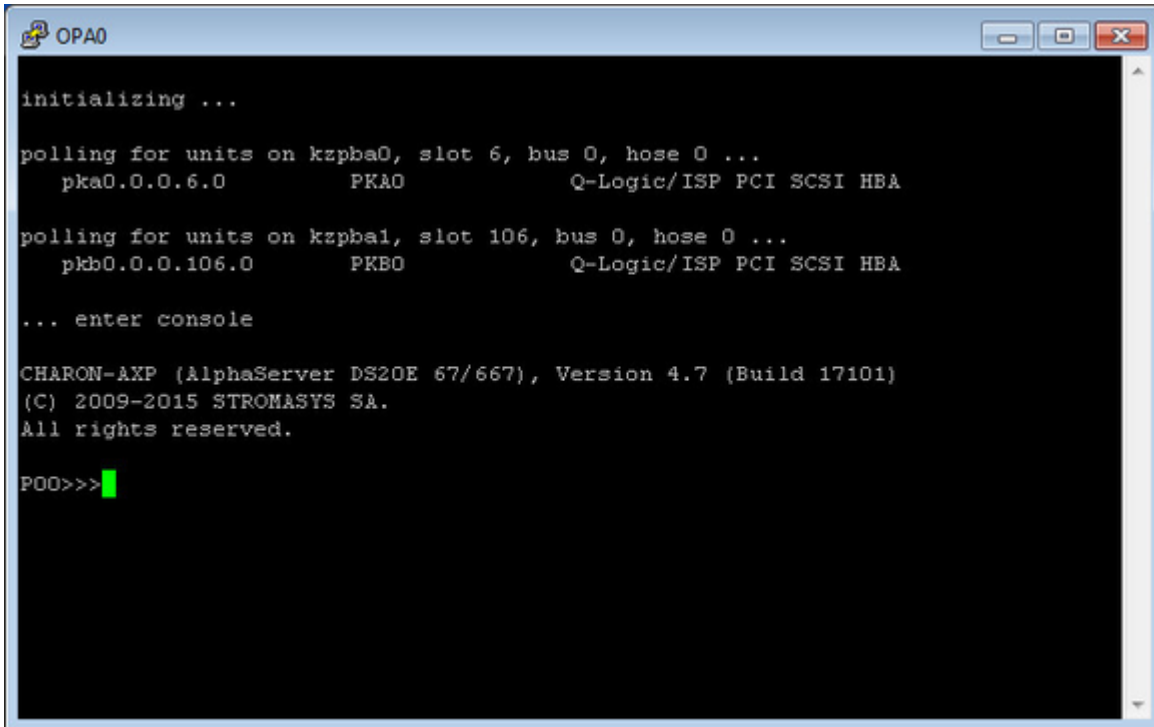 OPA0
initializing ...
polling for units on kzpba0, slot 6, bus 0, hose 0 ...
pka0.0.0.6.0 PKA0 Q-Logic/ISP PCI SCSI HBA
polling for units on kzpba1, slot 106, bus 0, hose 0 ...
pkb0.0.0.106.0 PKB0 Q-Logic/ISP PCI SCSI HBA
... enter console
CHARON-AXP (AlphaServer DS20E 67/667), Version 4.7 (Build 17101)
(C) 2009-2015 STROMASYS SA.
All rights reserved.
P00>>>